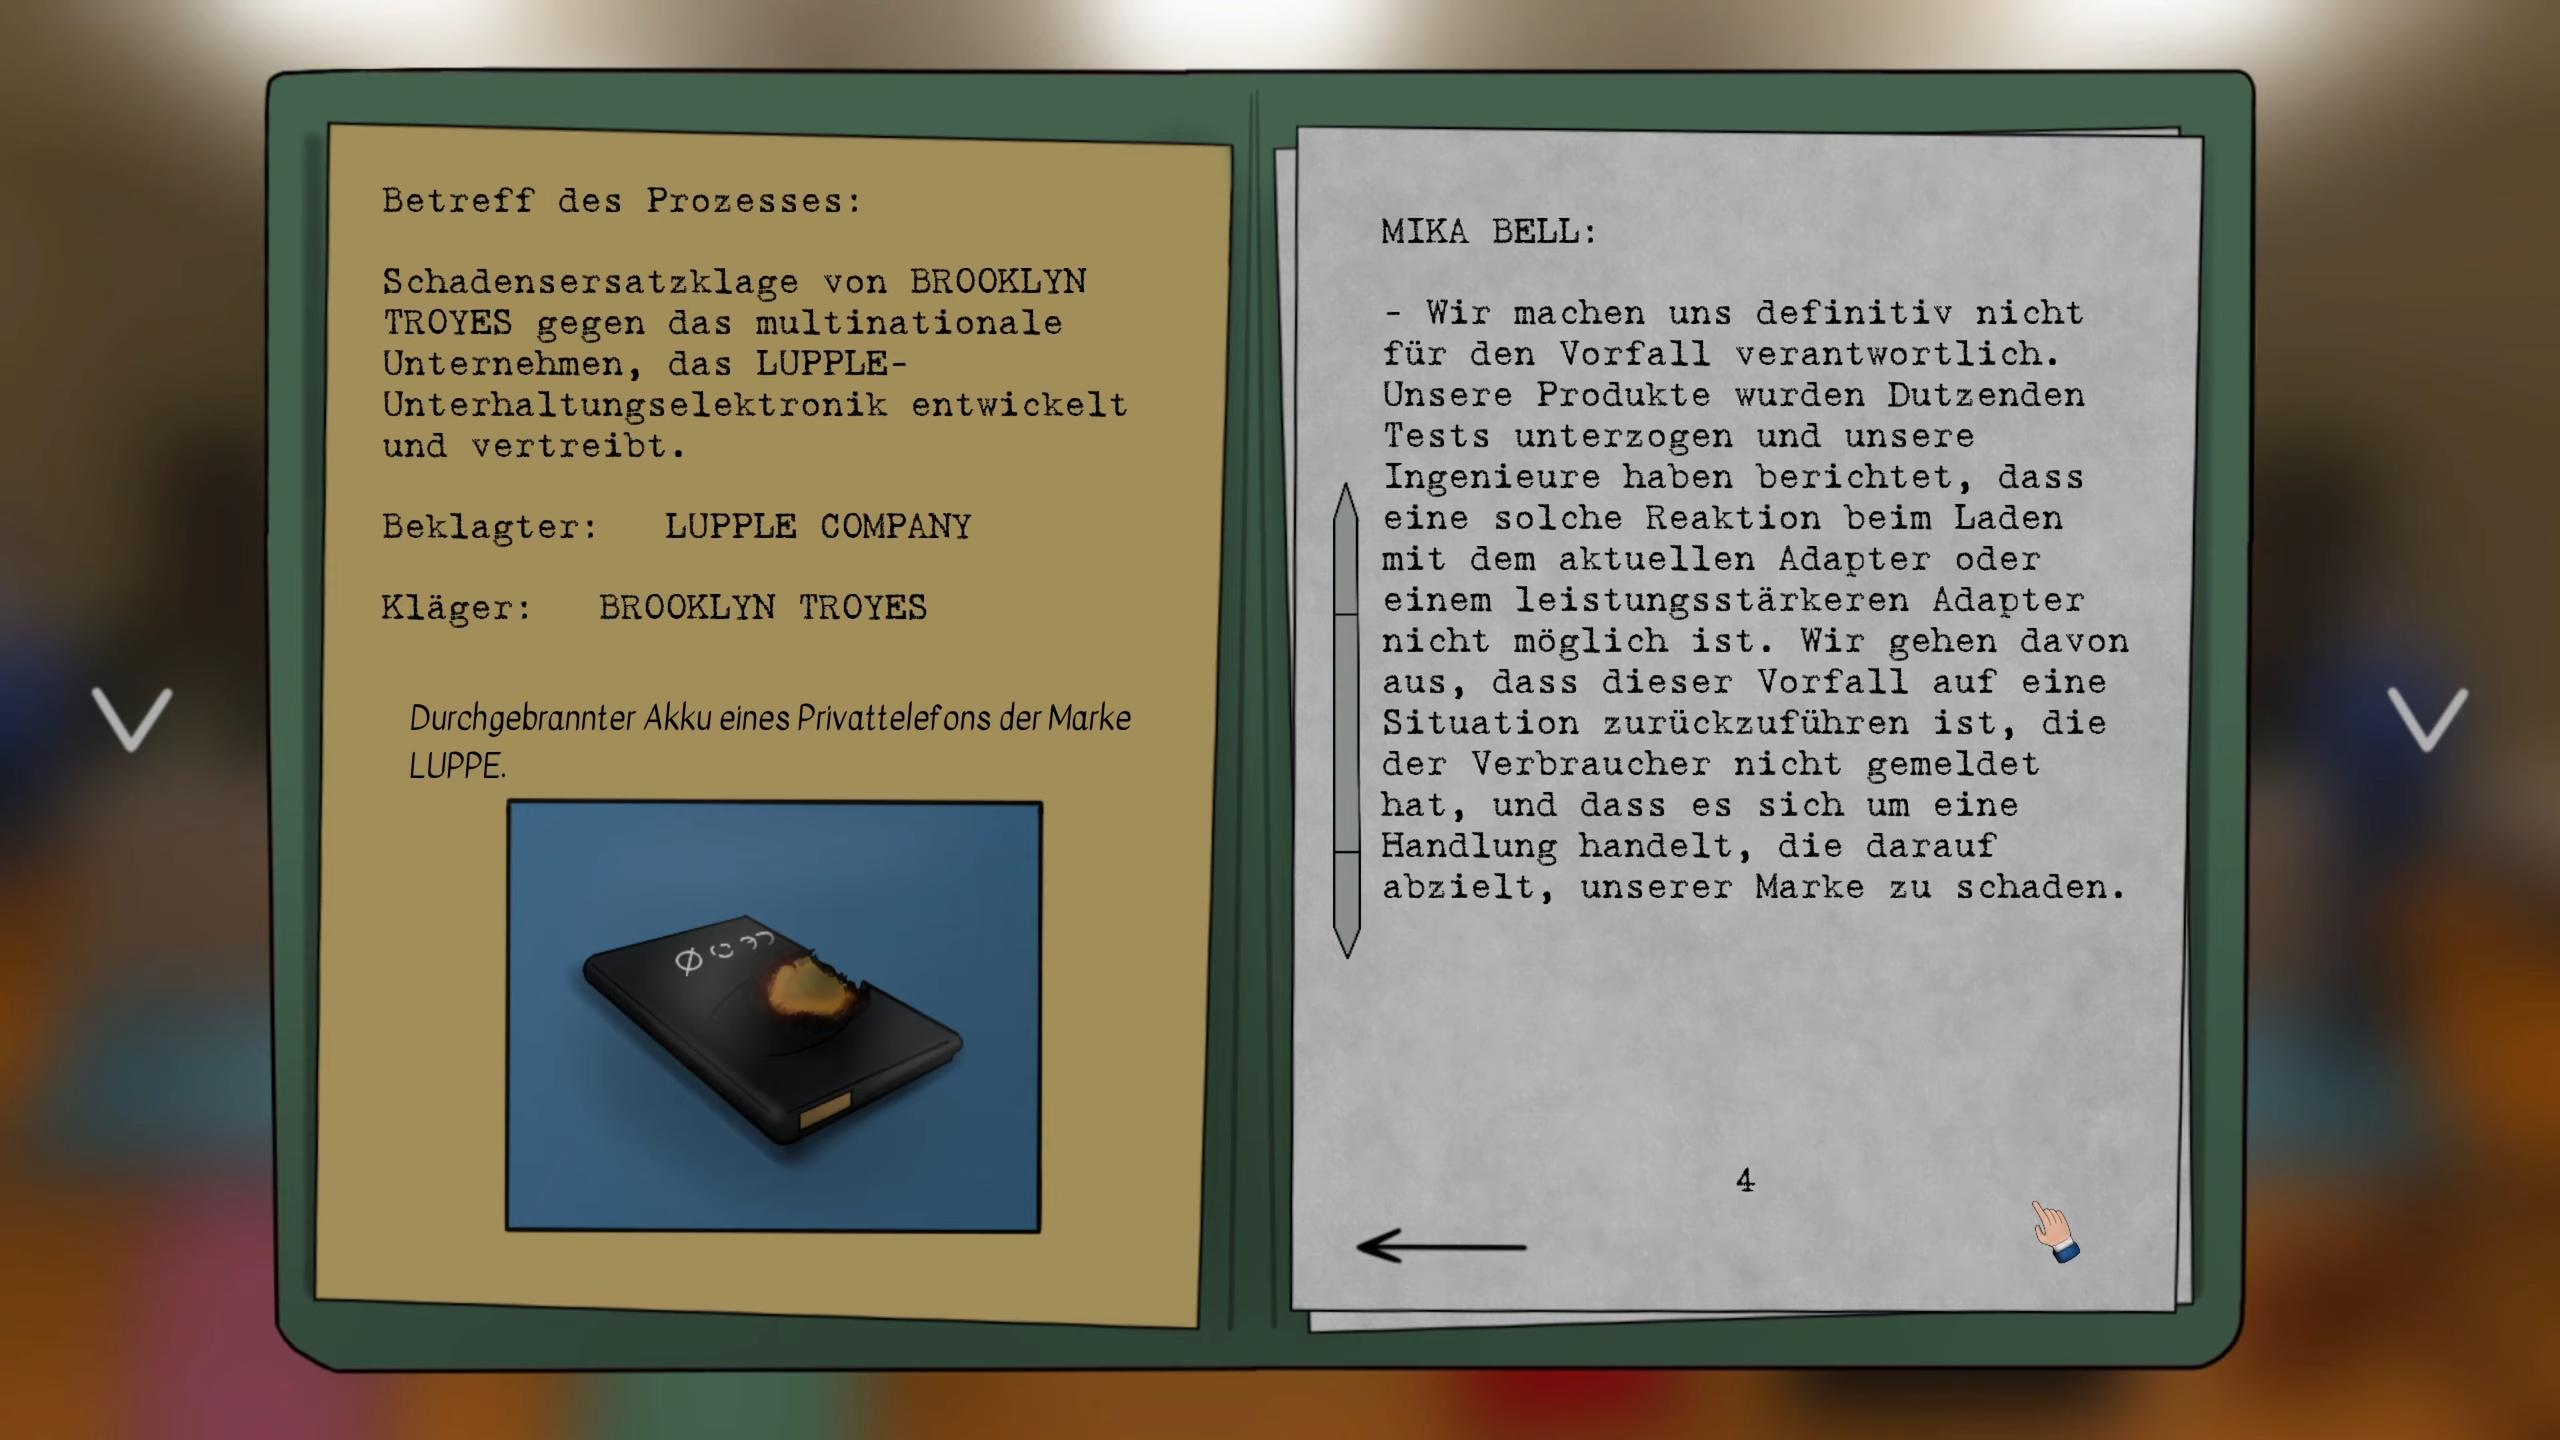 Betreff des Prozesses:
Schadensersatzklage von BROOKLYN
TROYES gegen das multinationale
Unternehmen, das LUPPLE-
Unterhaltungselektronik entwickelt
und vertreibt.
Beklagter: LUPPLE COMPANY
Kläger: BROOKLYN TROYES
Durchgebrannter Akku eines Privattelefons der Marke
LUPPE.
MIKA BELL:
- Wir machen uns definitiv nicht
für den Vorfall verantwortlich.
Unsere Produkte wurden Dutzenden
Tests unterzogen und unsere
Ingenieure haben berichtet, dass
eine solche Reaktion beim Laden
mit dem aktuellen Adapter oder
einem leistungsstärkeren Adapter
nicht möglich ist. Wir gehen davon
aus, dass dieser Vorfall auf eine
Situation zurückzuführen ist, die
der Verbraucher nicht gemeldet
hat, und dass es sich um eine
Handlung handelt, die darauf
abzielt, unserer Marke zu schaden.
4